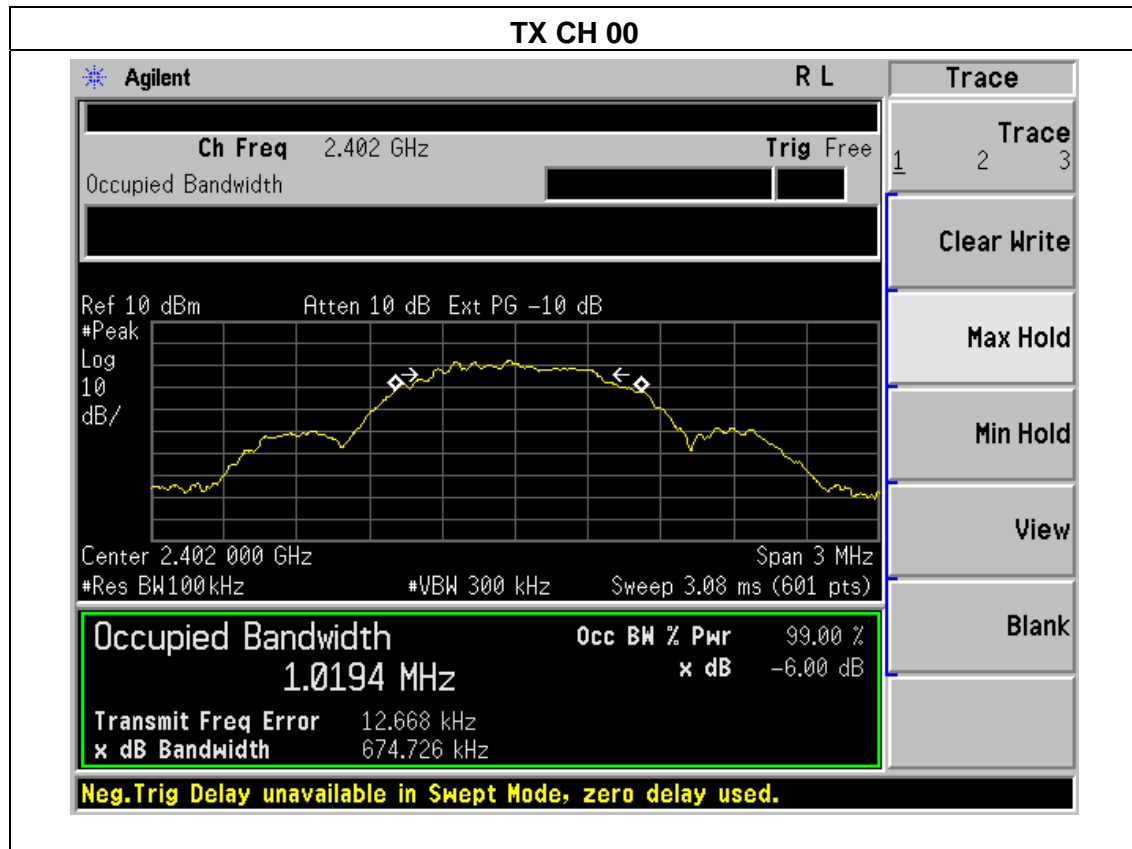 TX CH 00
Agilent R L Trace
Ch Freq 2.402 GHz Trig Free
Occupied Bandwidth
Trace
1 2 3
Clear Write
Max Hold
Min Hold
View
Blank
Ref 10 dBm Atten 10 dB Ext PG -10 dB
#Peak
Log
10
dB/
Center 2.402 000 GHz Span 3 MHz
#Res BW100kHz #VBW 300 kHz Sweep 3.08 ms (601 pts)
Occupied Bandwidth Occ BW % Pwr 99.00 %
1.0194 MHz x dB -6.00 dB
Transmit Freq Error 12.668 kHz
x dB Bandwidth 674.726 kHz
Neg.Trig Delay unavailable in Swept Mode, zero delay used.